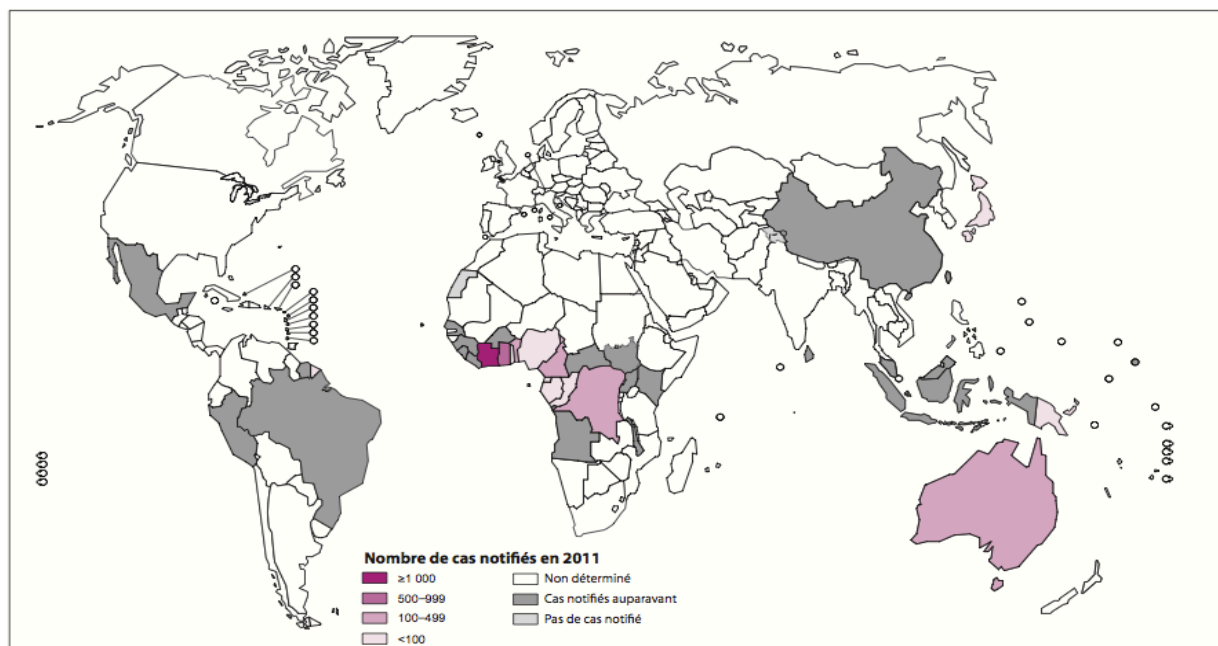 Nombre de cas notifiés en 2011
≥1 000
500–999
100–499
<100
Non déterminé
Cas notifiés auparavant
Pas de cas notifié